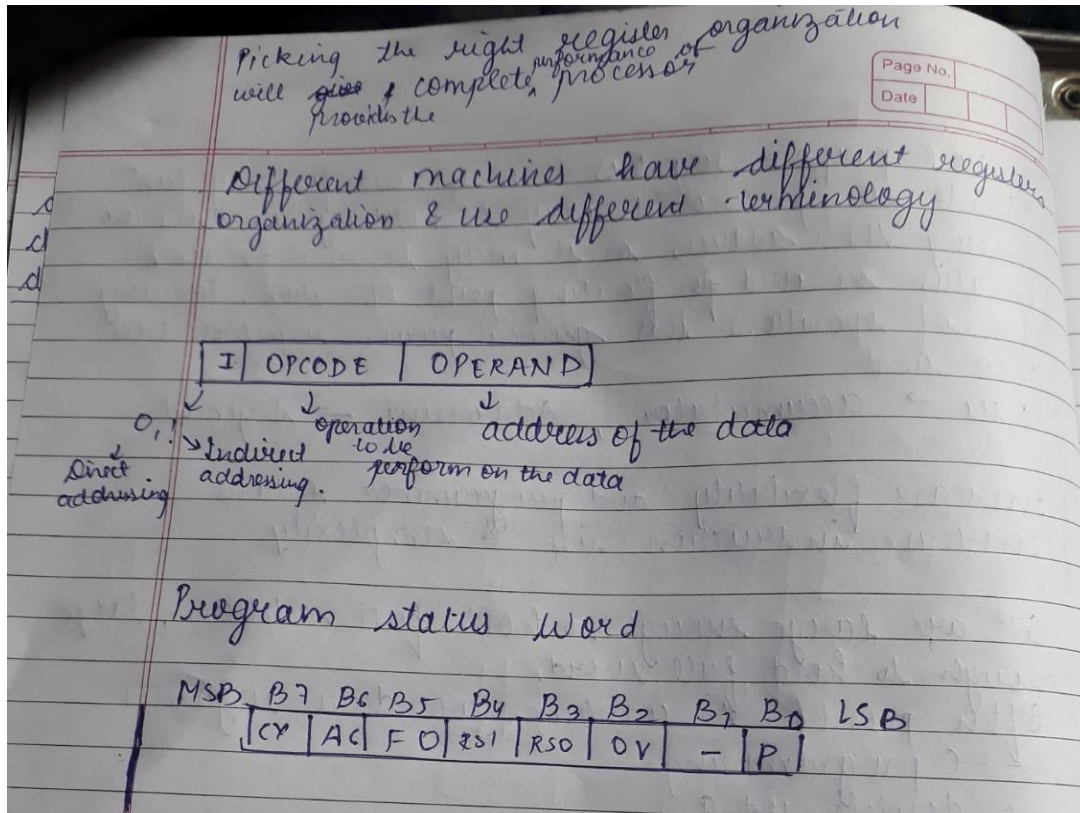 Picking the right register organization
will complete performance of processor
provides the
Page No.
Date
Different machines have different registers
organization & use different terminology
I OPCODE OPERAND
0, 1 operation address of the data
Indirect to be
Direct addressing. perform on the data
addressing
Program status word
MSB B7 B6 B5 B4 B3 B2 B1 B0 LSB
CY AC F0 RS1 RS0 OV - P